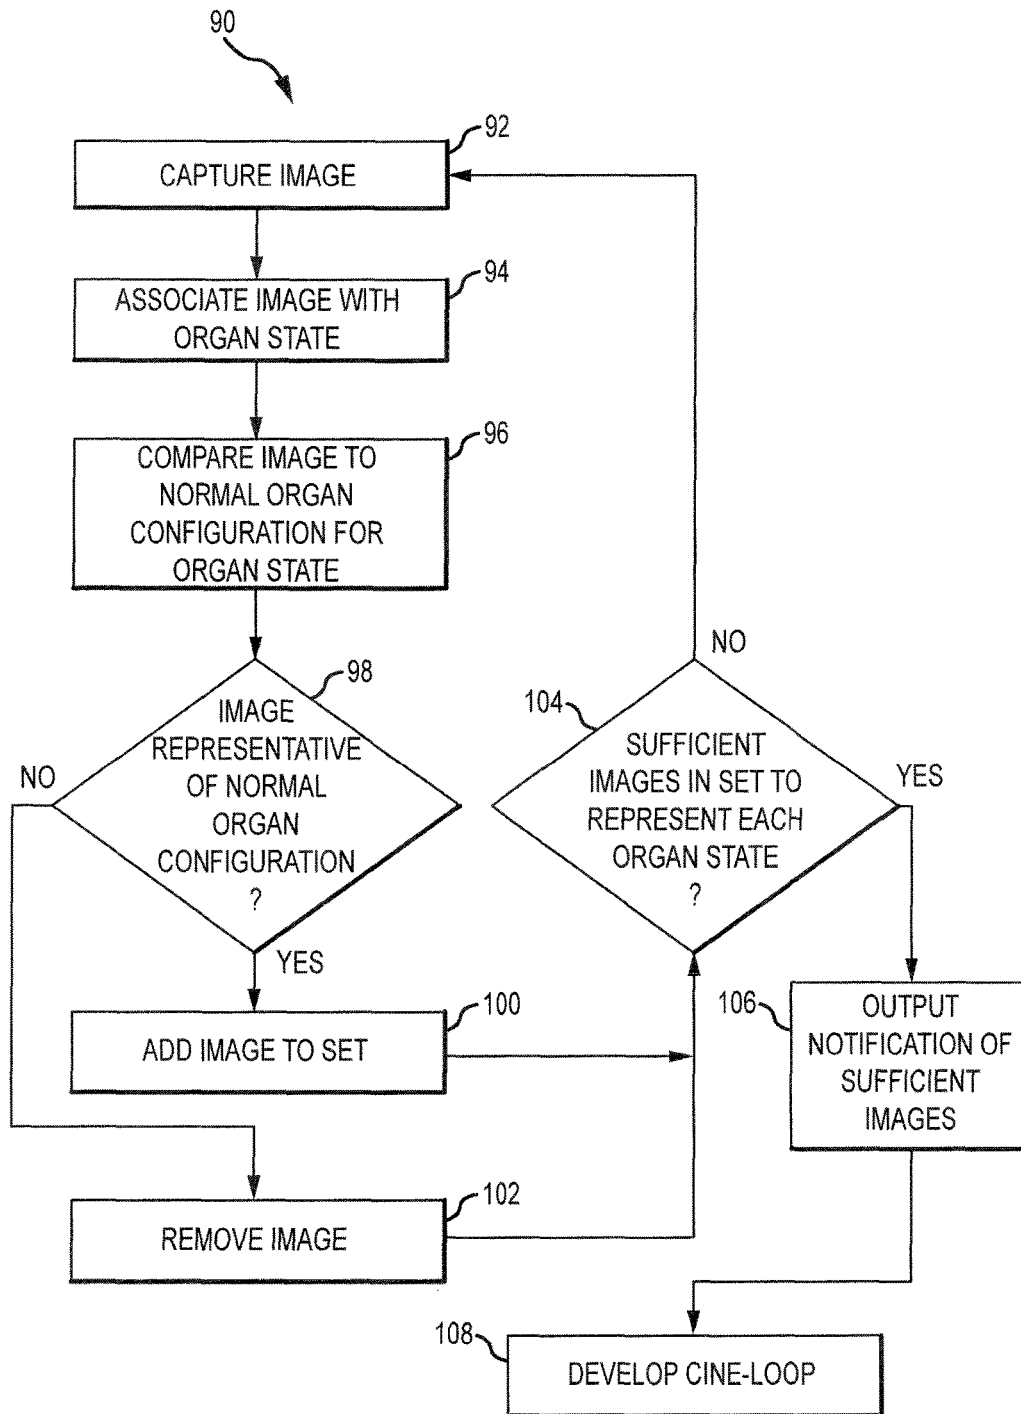 90
92
CAPTURE IMAGE
94
ASSOCIATE IMAGE WITH
ORGAN STATE
96
COMPARE IMAGE TO
NORMAL ORGAN
CONFIGURATION FOR
ORGAN STATE
98
IMAGE
REPRESENTATIVE
OF NORMAL
ORGAN
CONFIGURATION
?
NO
YES
100
ADD IMAGE TO SET
102
REMOVE IMAGE
104
SUFFICIENT
IMAGES IN SET TO
REPRESENT EACH
ORGAN STATE
?
NO
YES
106
OUTPUT
NOTIFICATION OF
SUFFICIENT
IMAGES
108
DEVELOP CINE-LOOP